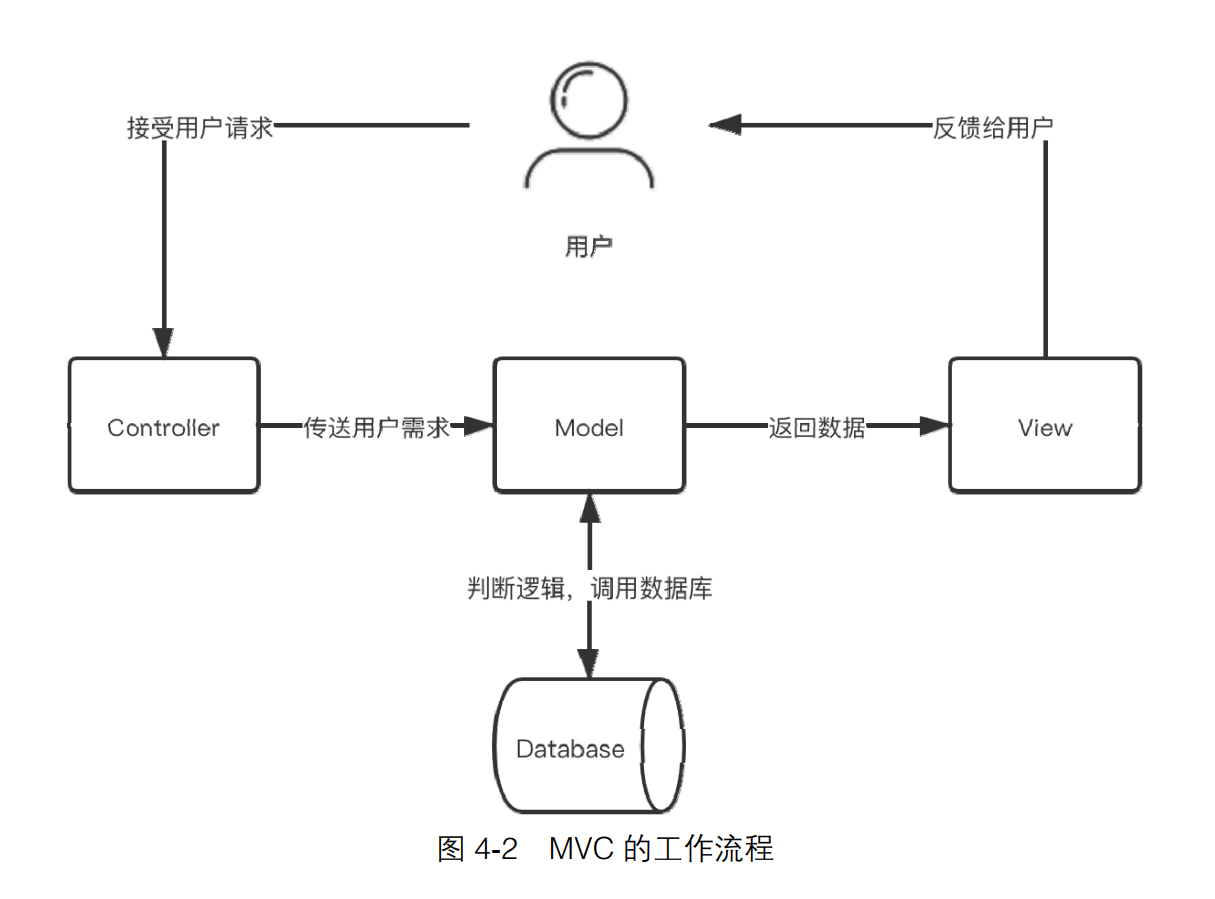 接受用户请求
反馈给用户
用户
Controller
传送用户需求
Model
返回数据
View
判断逻辑，调用数据库
Database
图 4-2 MVC 的工作流程